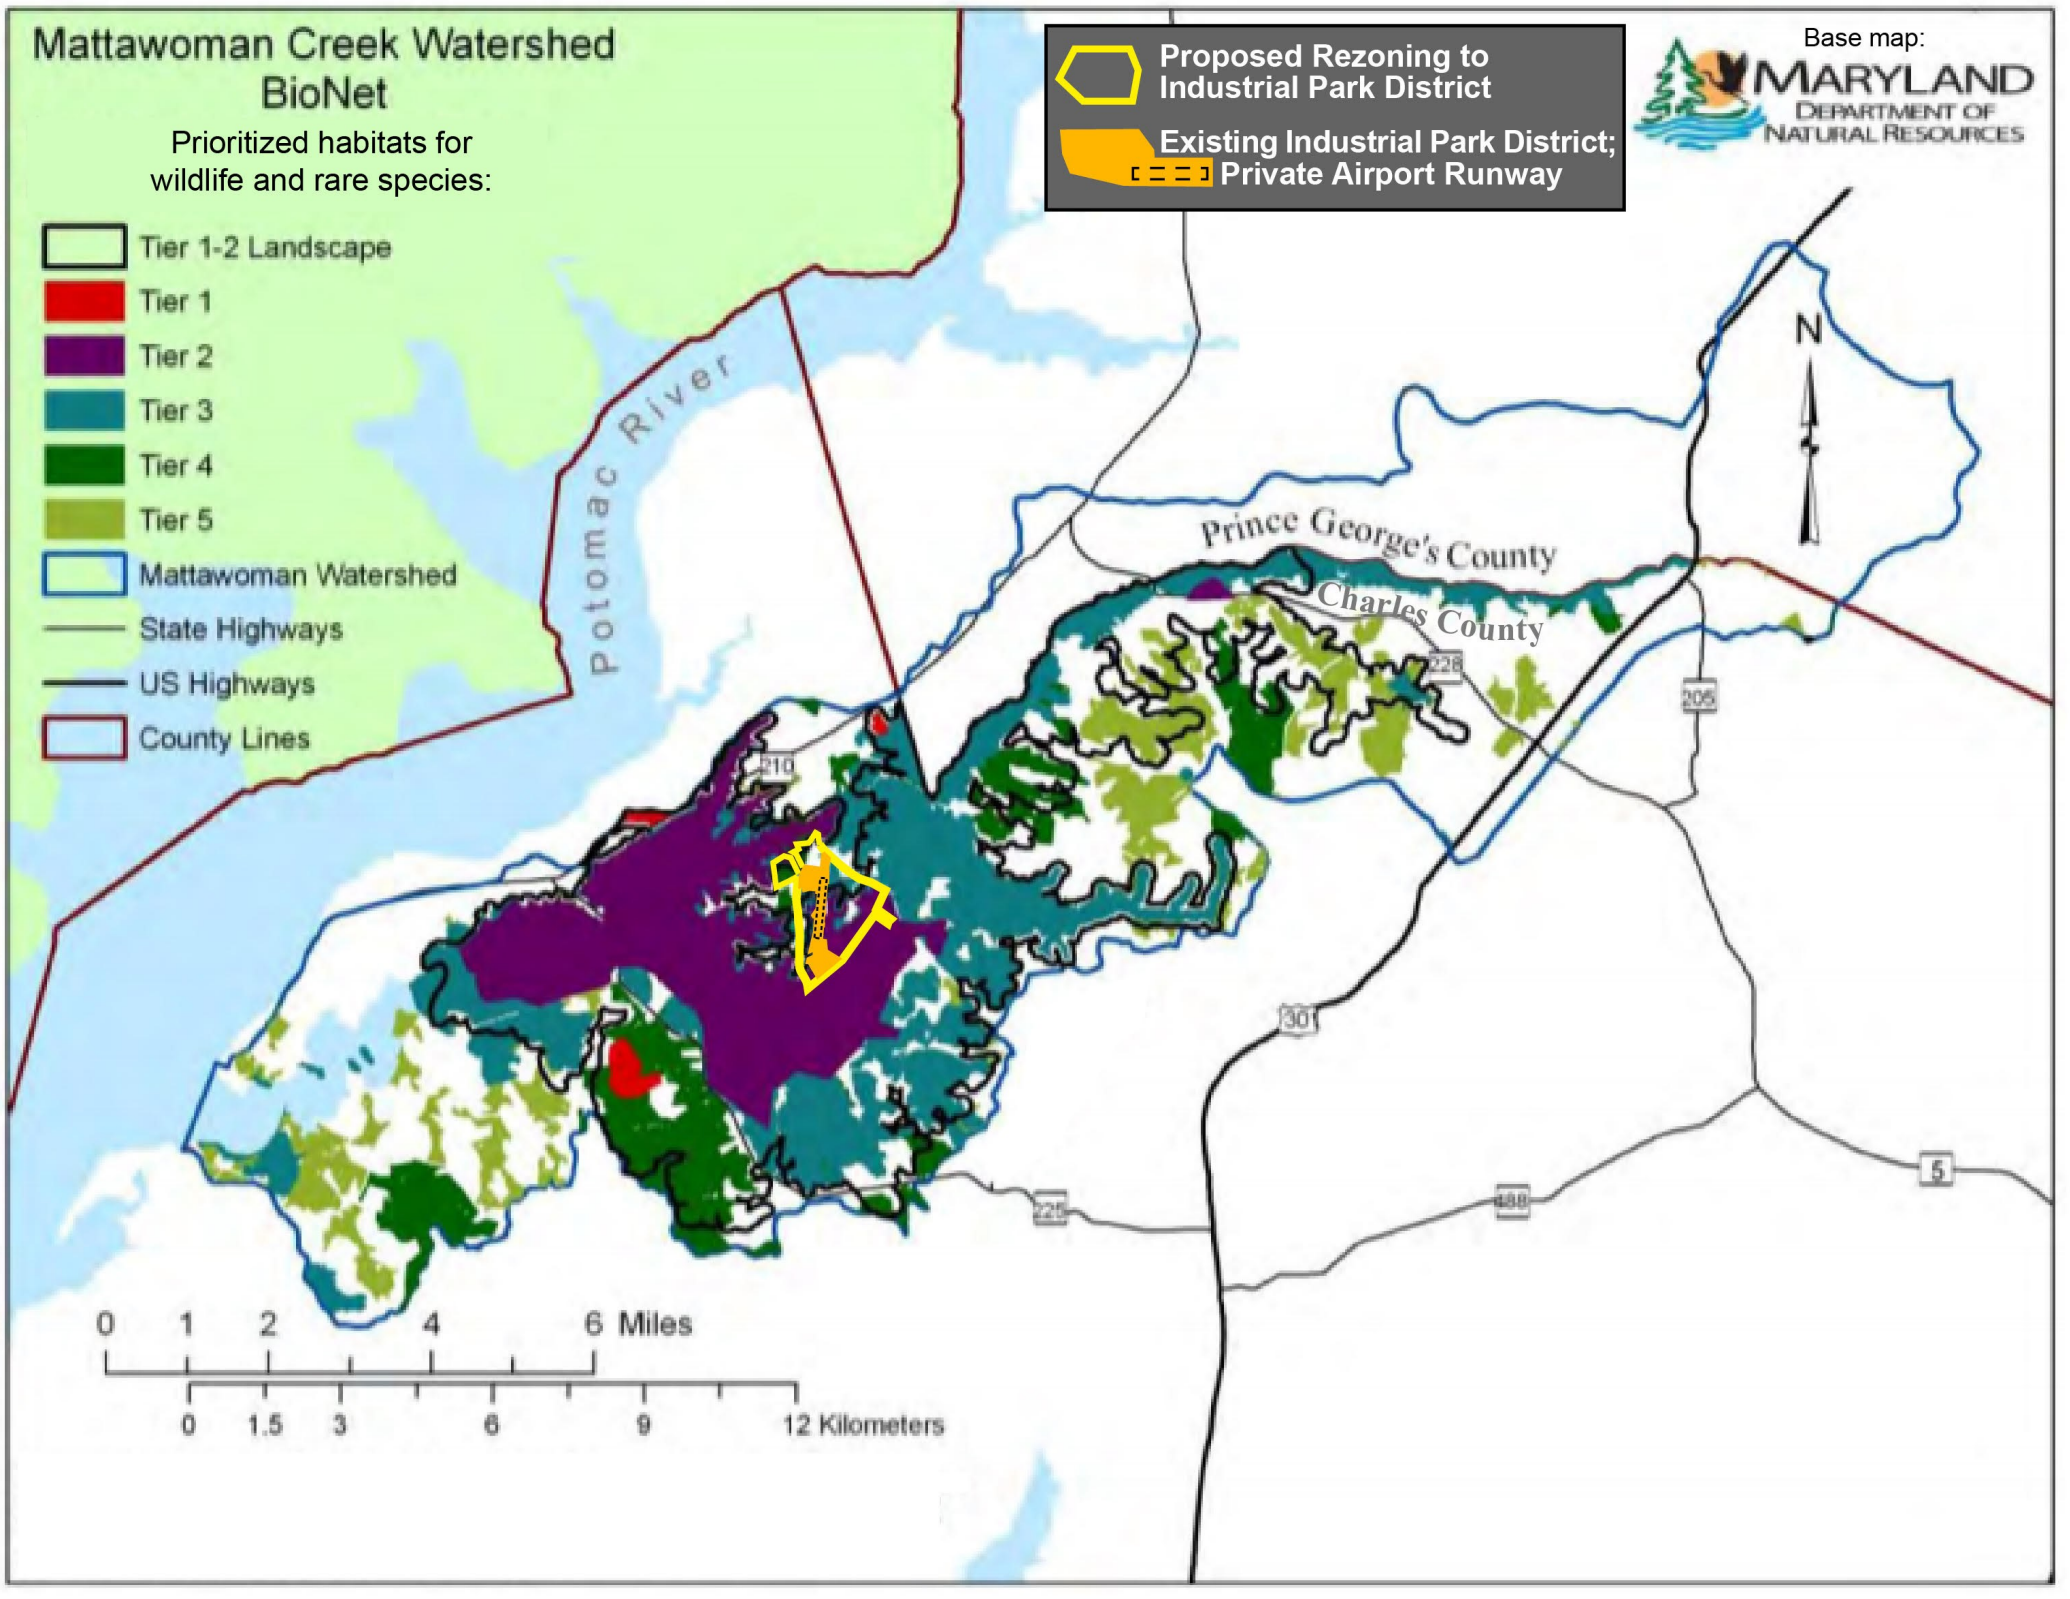 Mattawoman Creek Watershed
BioNet
Prioritized habitats for
wildlife and rare species:
Tier 1-2 Landscape
Tier 1
Tier 2
Tier 3
Tier 4
Tier 5
Mattawoman Watershed
State Highways
US Highways
County Lines
Proposed Rezoning to
Industrial Park District
Existing Industrial Park District;
Private Airport Runway
Base map:
MARYLAND
DEPARTMENT OF
NATURAL RESOURCES
N
Potomac River
Prince George's County
Charles County
228
205
210
301
225
488
5
0 1 2 4 6 Miles
0 1.5 3 6 9 12 Kilometers